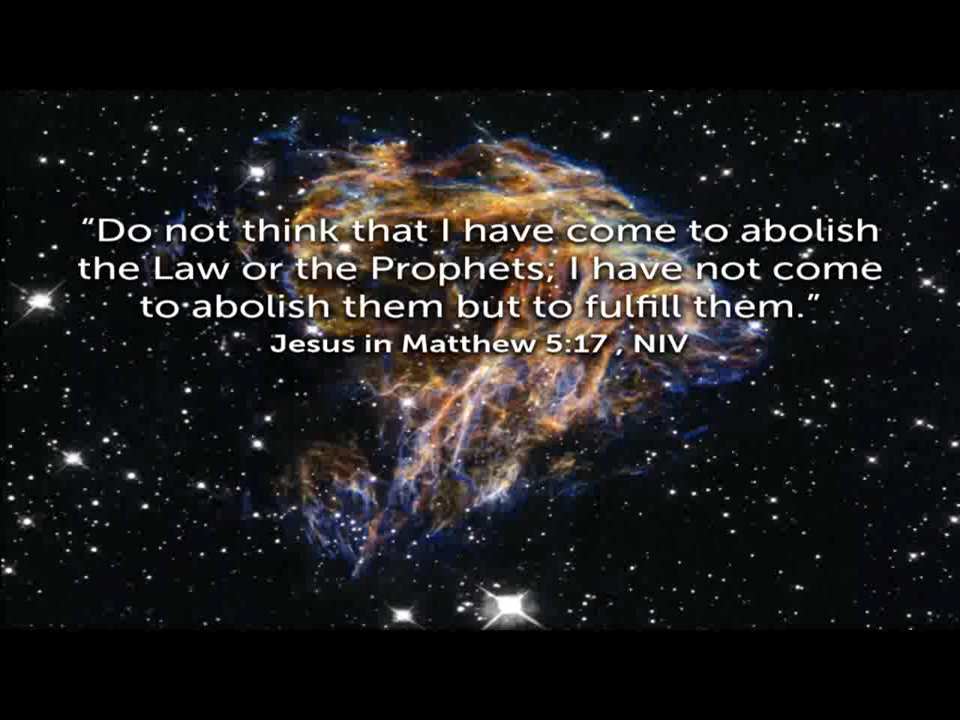 “Do not think that I have come to abolish
the Law or the Prophets; I have not come
to abolish them but to fulfill them.”
Jesus in Matthew 5:17 , NIV